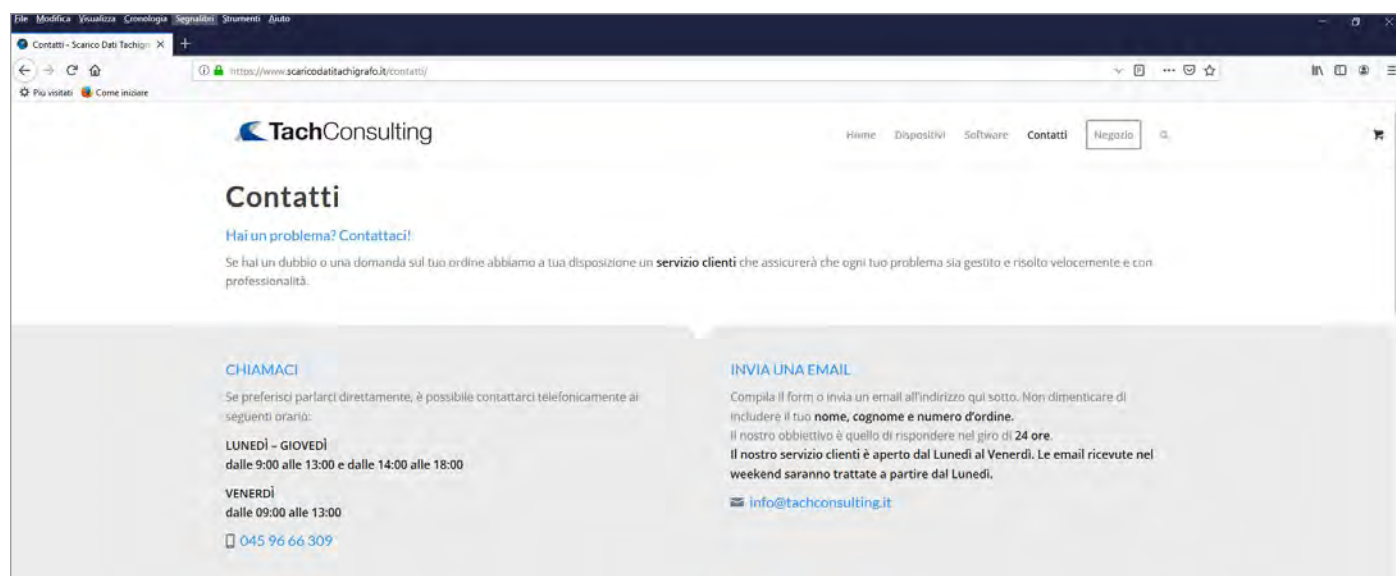 File Modifica Visualizza Cronologia Segnalibri Strumenti Aiuto
Contatti - Scarico Dati Tachigr
https://www.scaricodatitachigrafo.it/contatti/
Più visitati Come iniziare
TachConsulting
Home Dispositivi Software Contatti Negozio
Contatti
Hai un problema? Contattaci!
Se hai un dubbio o una domanda sul tuo ordine abbiamo a tua disposizione un servizio clienti che assicurerà che ogni tuo problema sia gestito e risolto velocemente e con
professionalità.
CHIAMACI
Se preferisci parlarci direttamente, è possibile contattarci telefonicamente ai
seguenti orario:
LUNEDÌ – GIOVEDÌ
dalle 9:00 alle 13:00 e dalle 14:00 alle 18:00
VENERDÌ
dalle 09:00 alle 13:00
045 96 66 309
INVIA UNA EMAIL
Compila il form o invia un email all'indirizzo qui sotto. Non dimenticare di
includere il tuo nome, cognome e numero d'ordine.
Il nostro obbiettivo è quello di rispondere nel giro di 24 ore.
Il nostro servizio clienti è aperto dal Lunedì al Venerdì. Le email ricevute nel
weekend saranno trattate a partire dal Lunedì.
info@tachconsulting.it